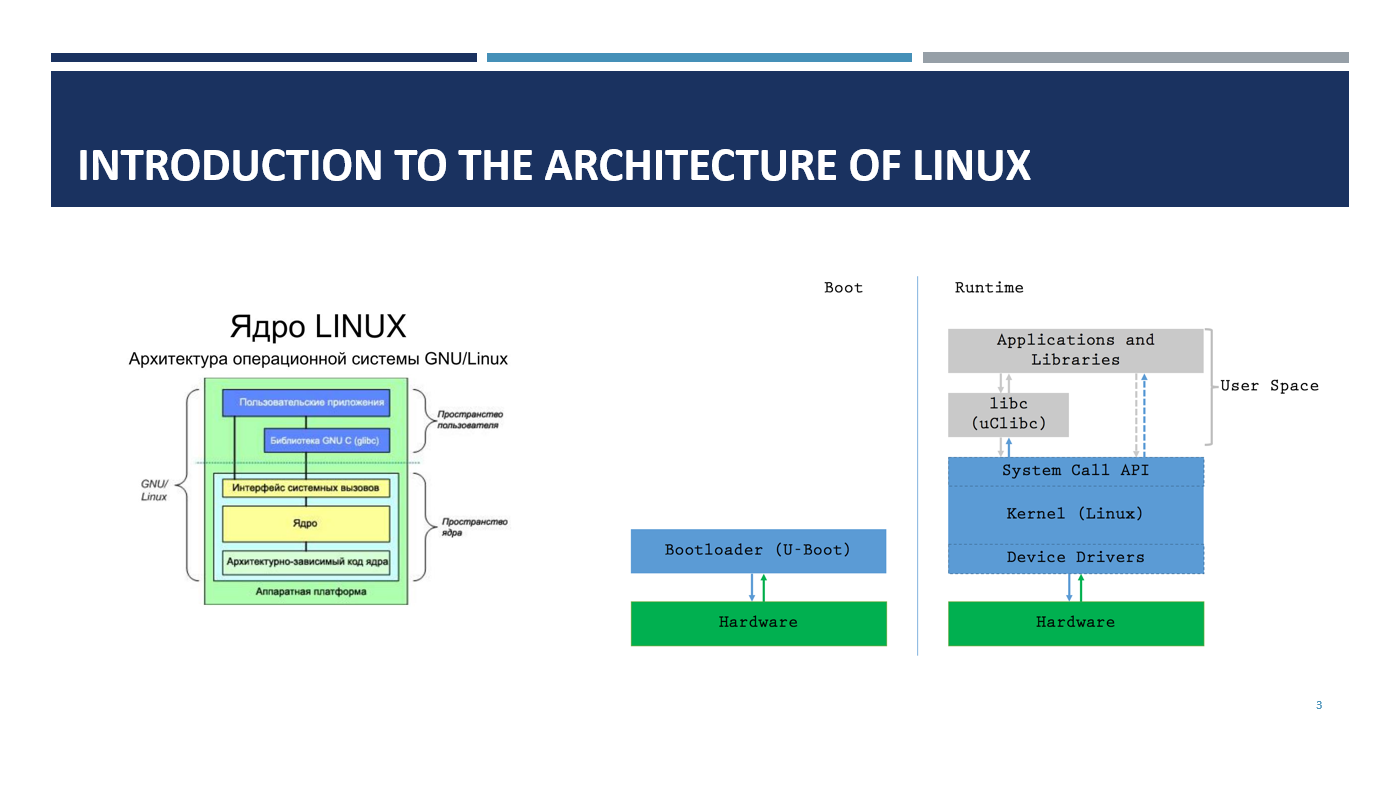 INTRODUCTION TO THE ARCHITECTURE OF LINUX
Ядро LINUX
Архитектура операционной системы GNU/Linux
Пользовательские приложения
Библиотека GNU C (glibc)
Пространство
пользователя
GNU/
Linux
Интерфейс системных вызовов
Ядро
Архитектурно-зависимый код ядра
Пространство
ядра
Аппаратная платформа
Boot
Bootloader (U-Boot)
Hardware
Runtime
Applications and
Libraries
libc
(uClibc)
User Space
System Call API
Kernel (Linux)
Device Drivers
Hardware
3